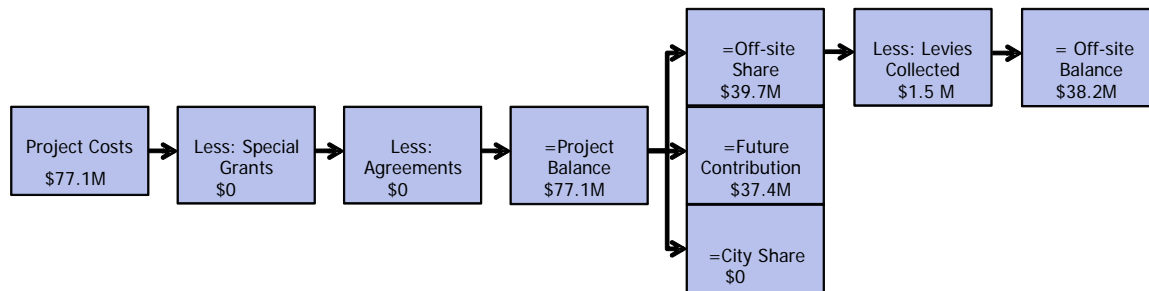 Project Costs
$77.1M
Less: Special
Grants
$0
Less:
Agreements
$0
=Project
Balance
$77.1M
=Off-site
Share
$39.7M
=Future
Contribution
$37.4M
=City Share
$0
Less: Levies
Collected
$1.5 M
= Off-site
Balance
$38.2M